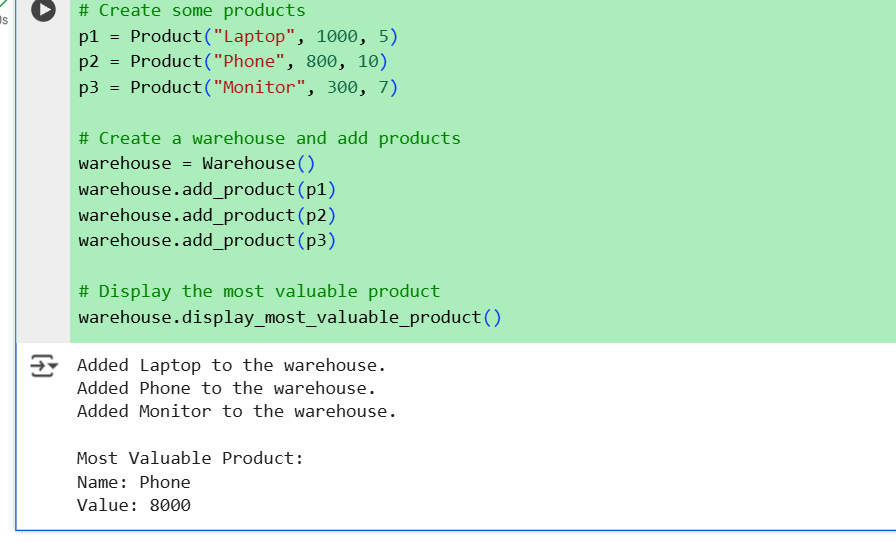 s
# Create some products
p1 = Product("Laptop", 1000, 5)
p2 = Product("Phone", 800, 10)
p3 = Product("Monitor", 300, 7)
# Create a warehouse and add products
warehouse = Warehouse()
warehouse.add_product(p1)
warehouse.add_product(p2)
warehouse.add_product(p3)
# Display the most valuable product
warehouse.display_most_valuable_product()
Added Laptop to the warehouse.
Added Phone to the warehouse.
Added Monitor to the warehouse.
Most Valuable Product:
Name: Phone
Value: 8000